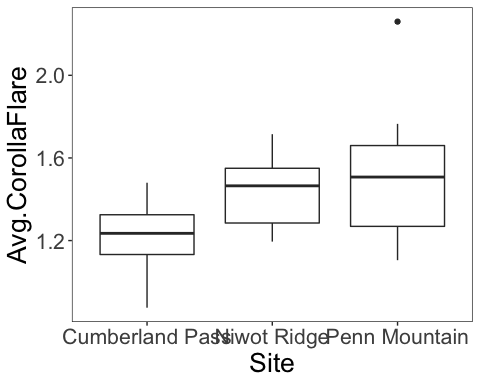 Avg.CorollaFlare
2.0
1.6
1.2
Cumberland Pass Niwot Ridge Penn Mountain
Site